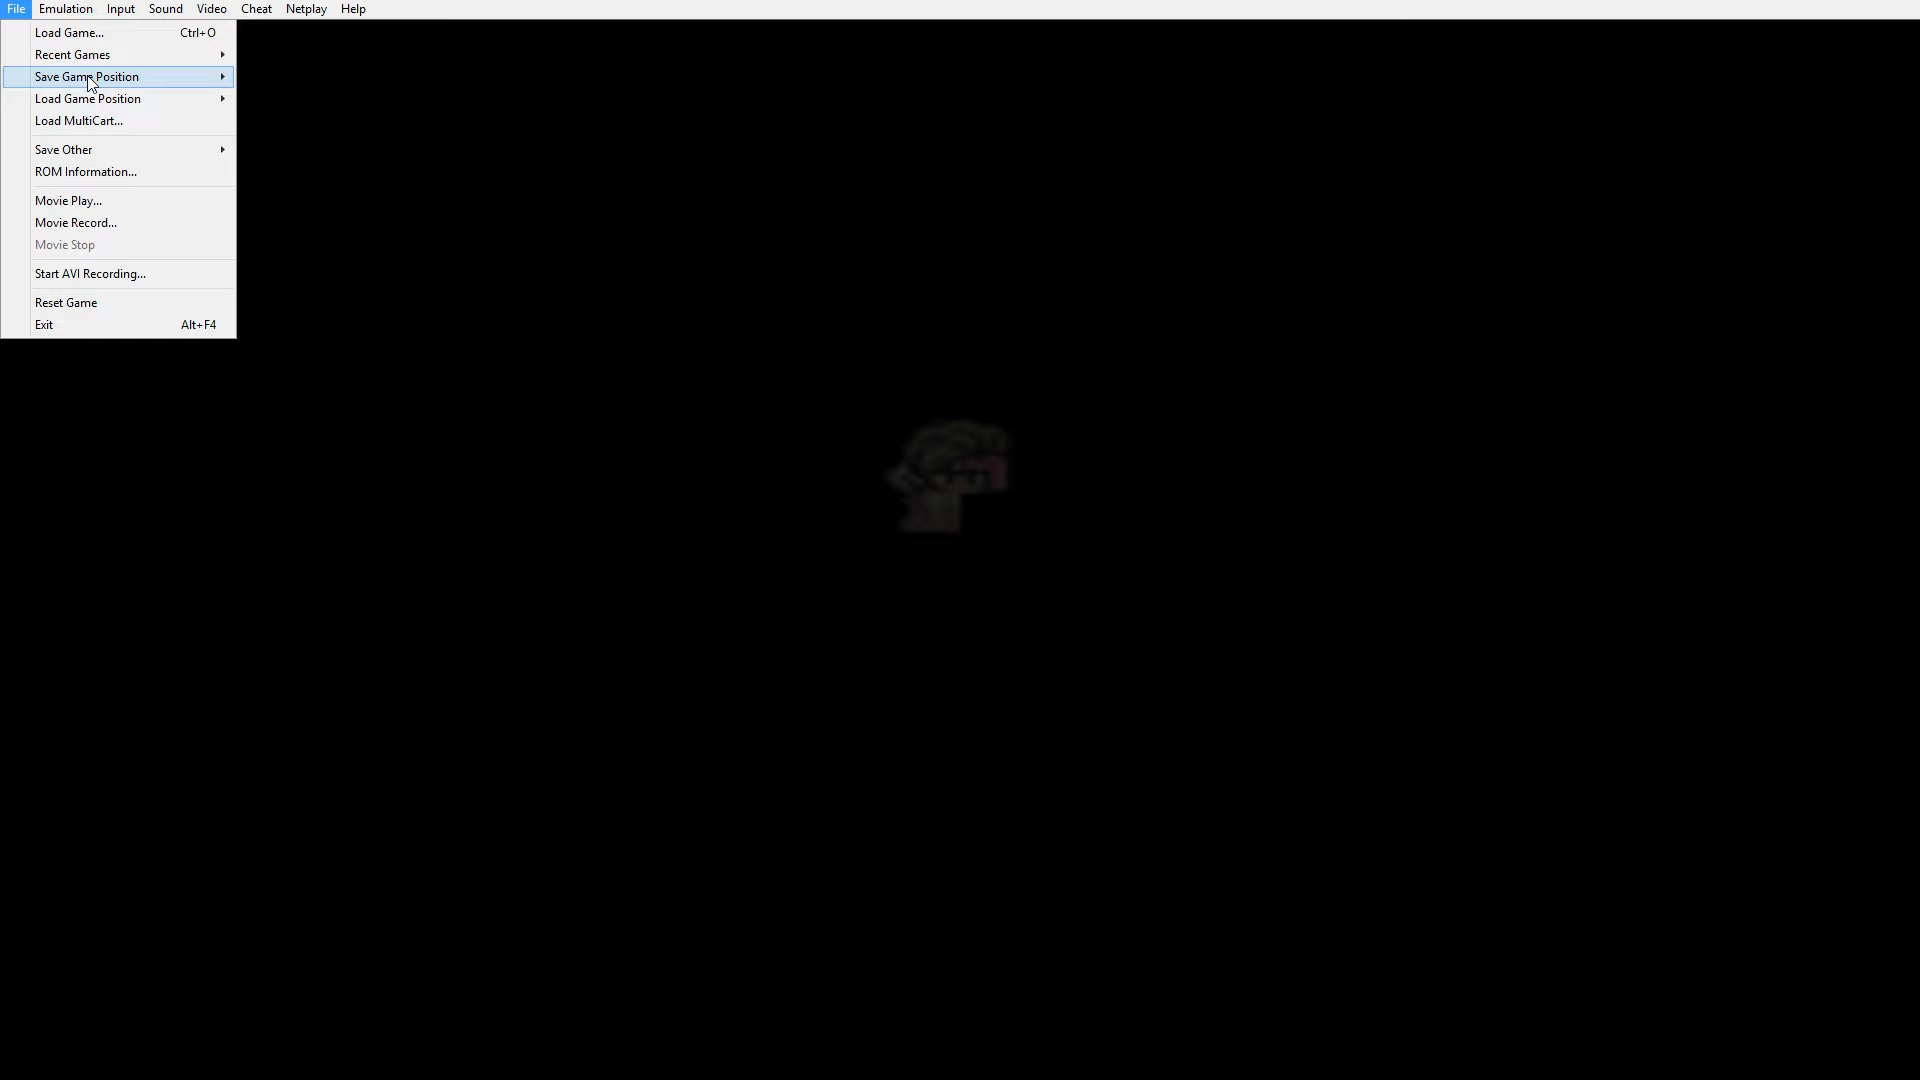 File Emulation Input Sound Video Cheat Netplay Help
Load Game... Ctrl+O
Recent Games
Save Game Position
Load Game Position
Load MultiCart...
Save Other
ROM Information...
Movie Play...
Movie Record...
Movie Stop
Start AVI Recording...
Reset Game
Exit Alt+F4